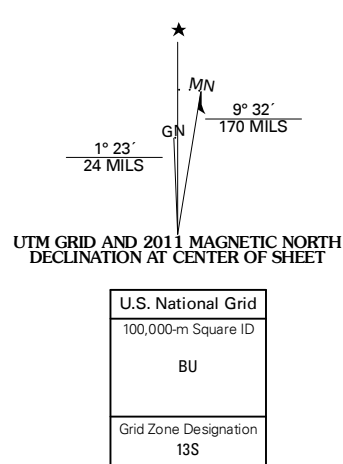 ★
MN
GN
9° 32´
170 MILS
1° 23´
24 MILS
UTM GRID AND 2011 MAGNETIC NORTH
DECLINATION AT CENTER OF SHEET
U.S. National Grid
100,000-m Square ID
BU
Grid Zone Designation
13S